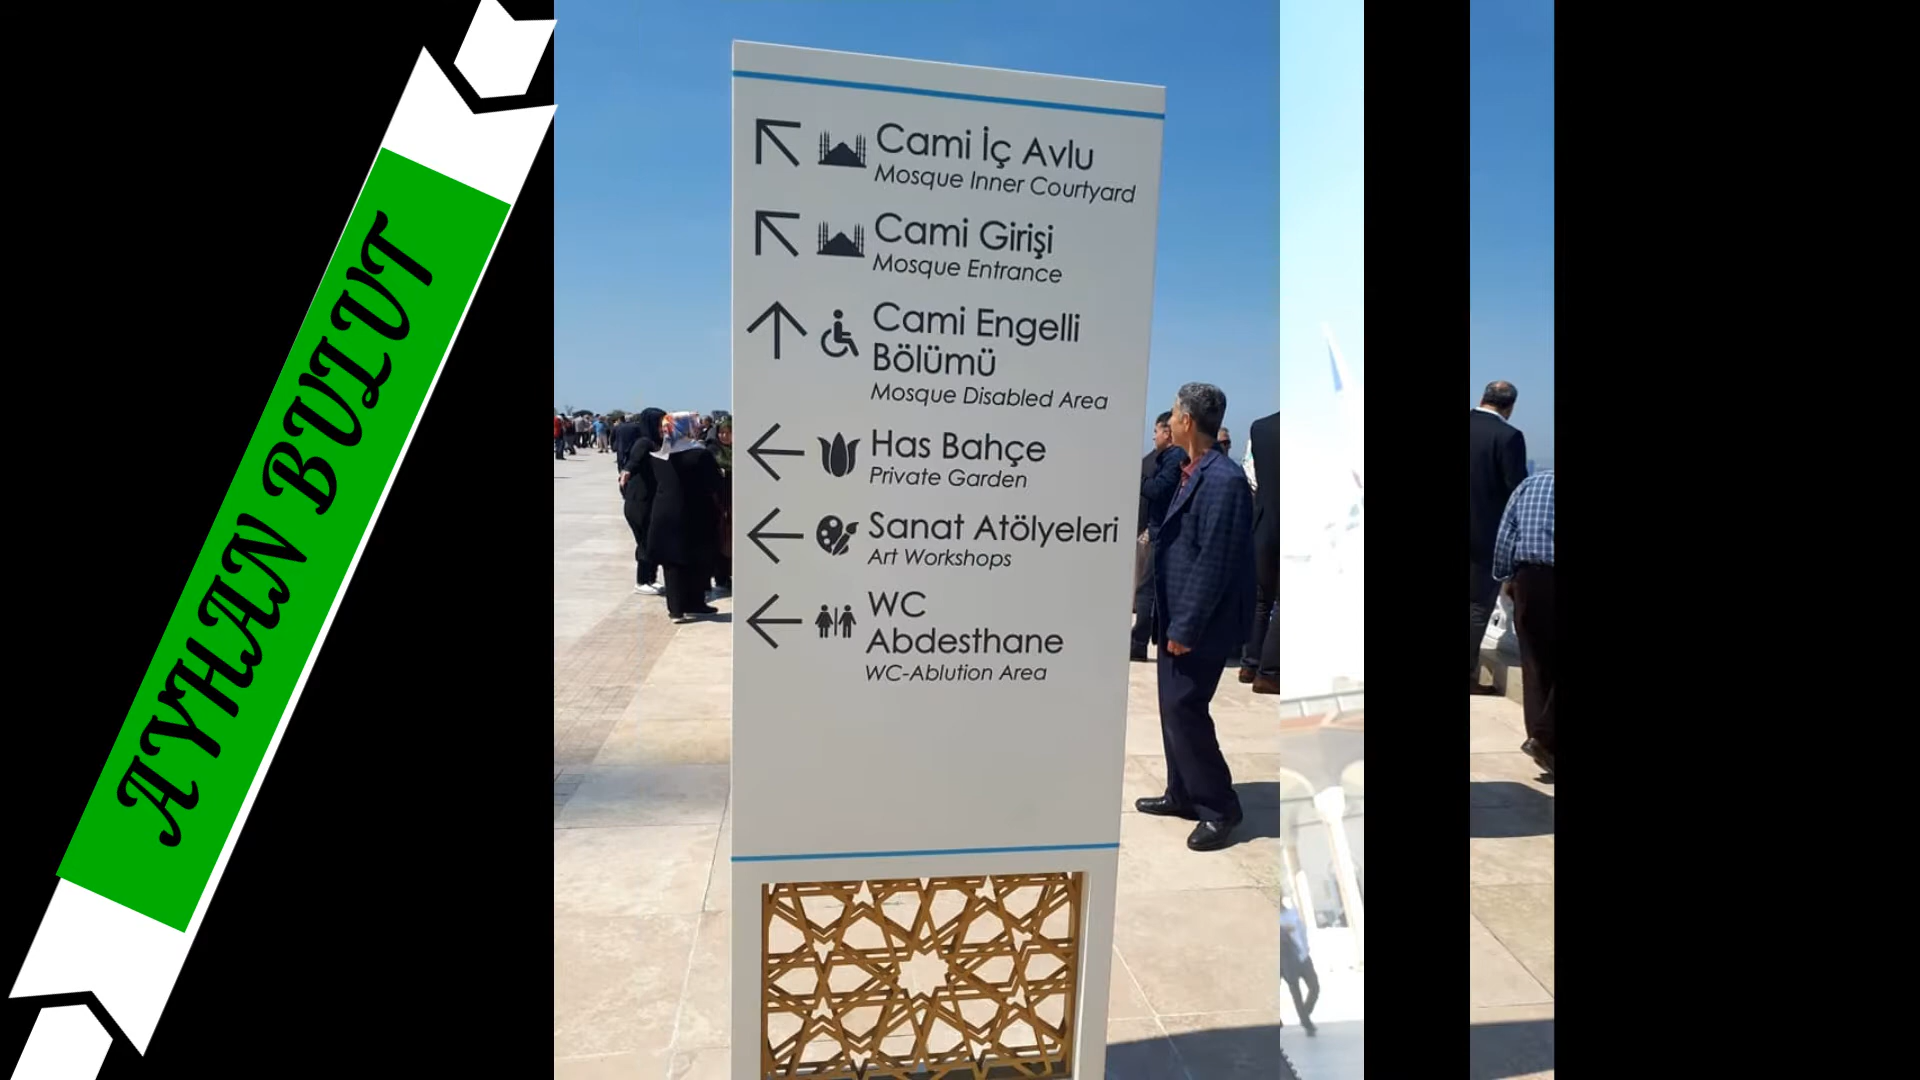 AYHAN BULUT
Cami İç Avlu
Mosque Inner Courtyard
Cami Girişi
Mosque Entrance
Cami Engelli
Bölümü
Mosque Disabled Area
Has Bahçe
Private Garden
Sanat Atölyeleri
Art Workshops
WC
Abdesthane
WC-Ablution Area